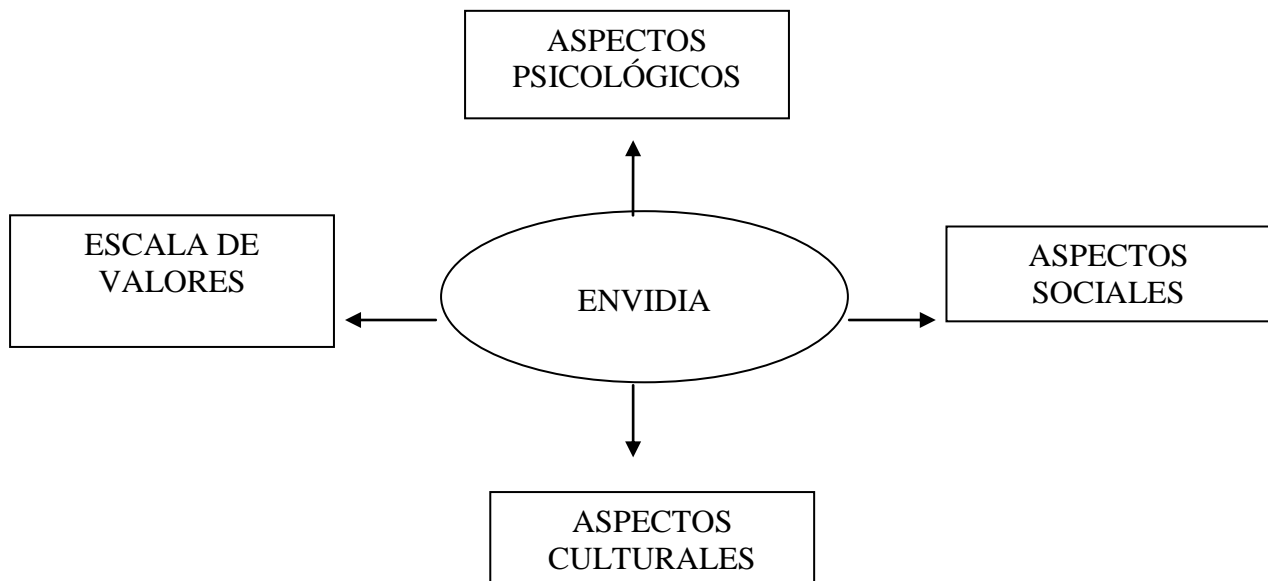 ASPECTOS
PSICOLÓGICOS
ESCALA DE
VALORES
ENVIDIA
ASPECTOS
SOCIALES
ASPECTOS
CULTURALES